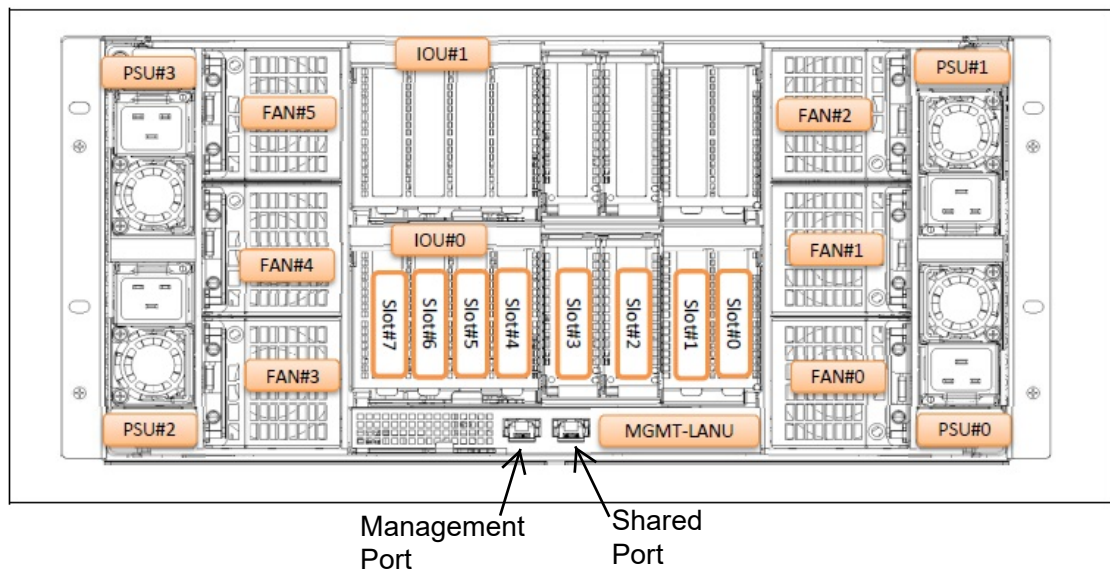 IOU#1
PSU#3
PSU#1
FAN#5
FAN#2
IOU#0
FAN#4
FAN#1
Slot#7
Slot#6
Slot#5
Slot#4
Slot#3
Slot#2
Slot#1
Slot#0
FAN#3
FAN#0
PSU#2
MGMT-LANU
PSU#0
Management
Port
Shared
Port